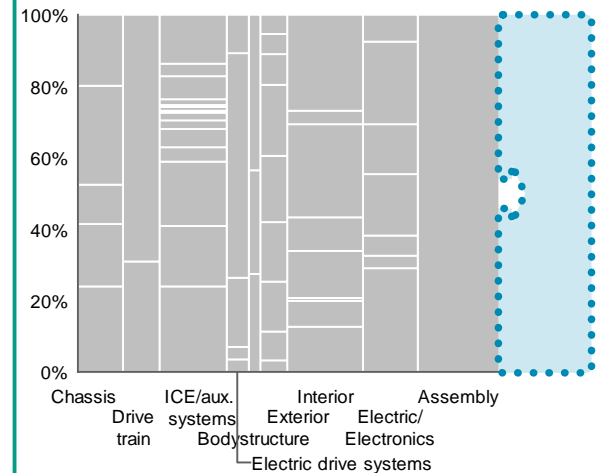 100%
80%
60%
40%
20%
0%
Chassis
Drive
train
ICE/aux.
systems
Bodystructure
Interior
Exterior
Electric/
Electronics
Assembly
Electric drive systems